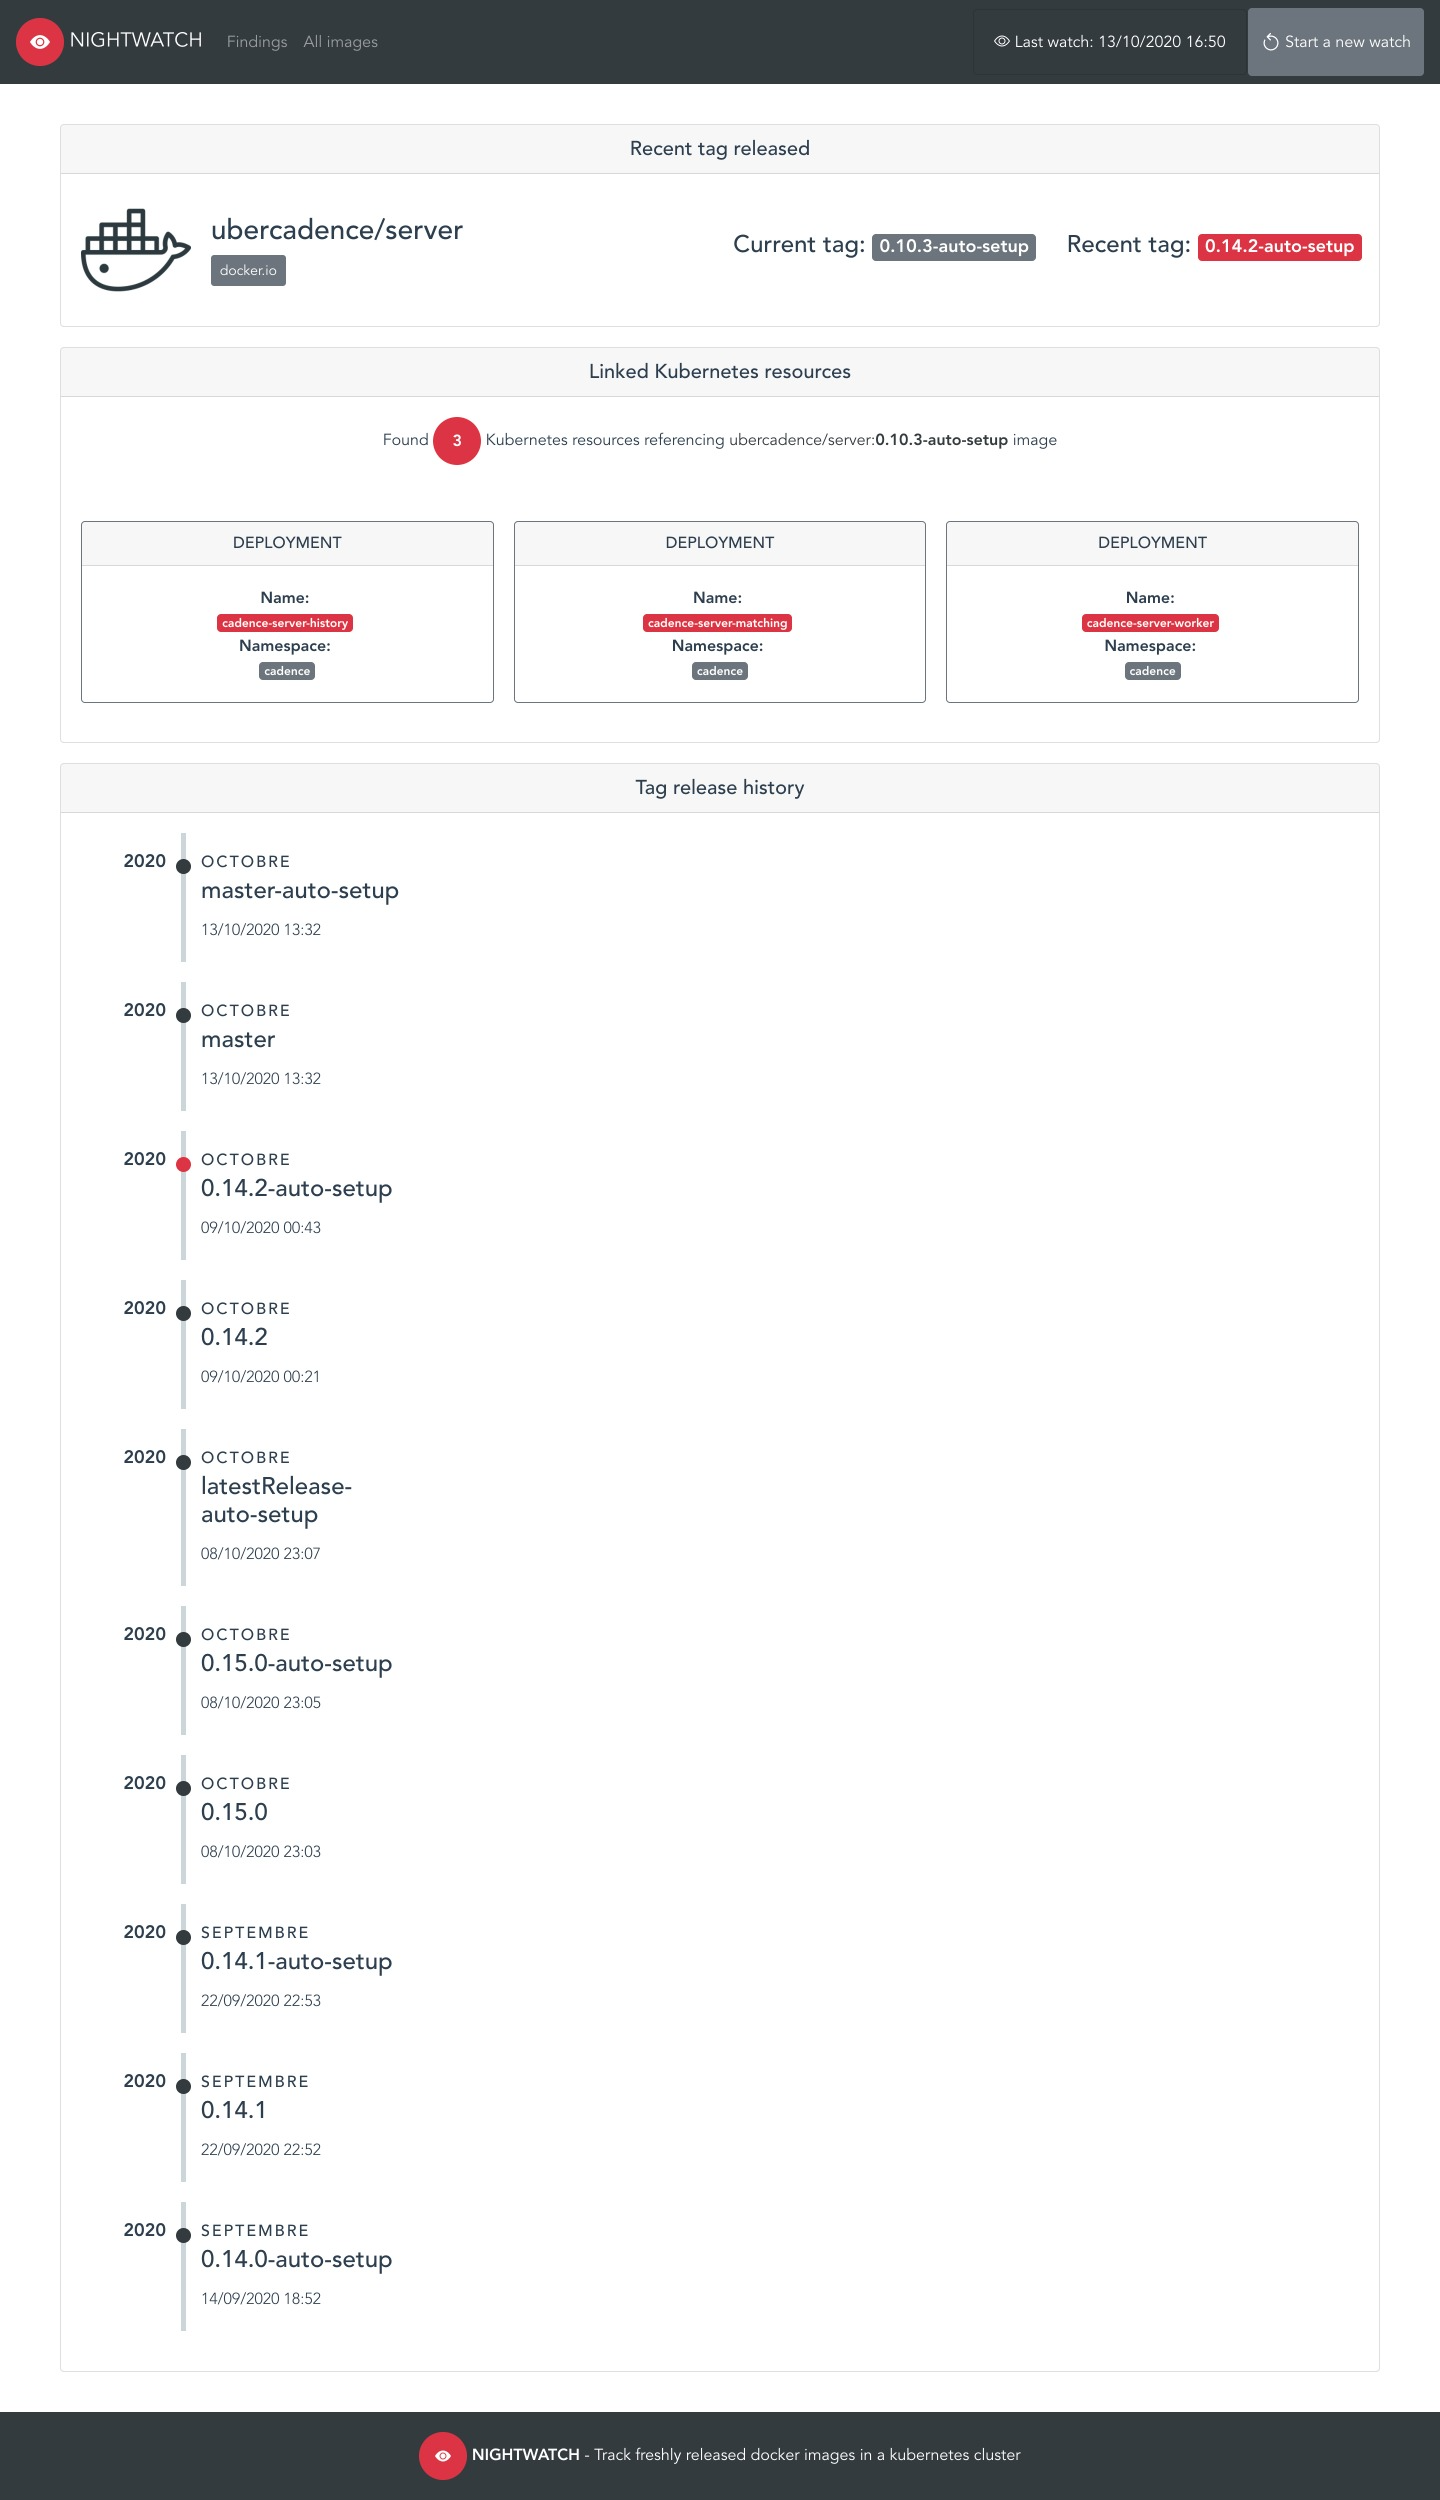 NIGHTWATCH Findings All images Last watch: 13/10/2020 16:50 Start a new watch
Recent tag released
ubercadence/server
docker.io
Current tag: 0.10.3-auto-setup Recent tag: 0.14.2-auto-setup
Linked Kubernetes resources
Found 3 Kubernetes resources referencing ubercadence/server:0.10.3-auto-setup image
DEPLOYMENT
Name:
cadence-server-history
Namespace:
cadence
DEPLOYMENT
Name:
cadence-server-matching
Namespace:
cadence
DEPLOYMENT
Name:
cadence-server-worker
Namespace:
cadence
Tag release history
2020 OCTOBRE
master-auto-setup
13/10/2020 13:32
2020 OCTOBRE
master
13/10/2020 13:32
2020 OCTOBRE
0.14.2-auto-setup
09/10/2020 00:43
2020 OCTOBRE
0.14.2
09/10/2020 00:21
2020 OCTOBRE
latestRelease-
auto-setup
08/10/2020 23:07
2020 OCTOBRE
0.15.0-auto-setup
08/10/2020 23:05
2020 OCTOBRE
0.15.0
08/10/2020 23:03
2020 SEPTEMBRE
0.14.1-auto-setup
22/09/2020 22:53
2020 SEPTEMBRE
0.14.1
22/09/2020 22:52
2020 SEPTEMBRE
0.14.0-auto-setup
14/09/2020 18:52
NIGHTWATCH - Track freshly released docker images in a kubernetes cluster